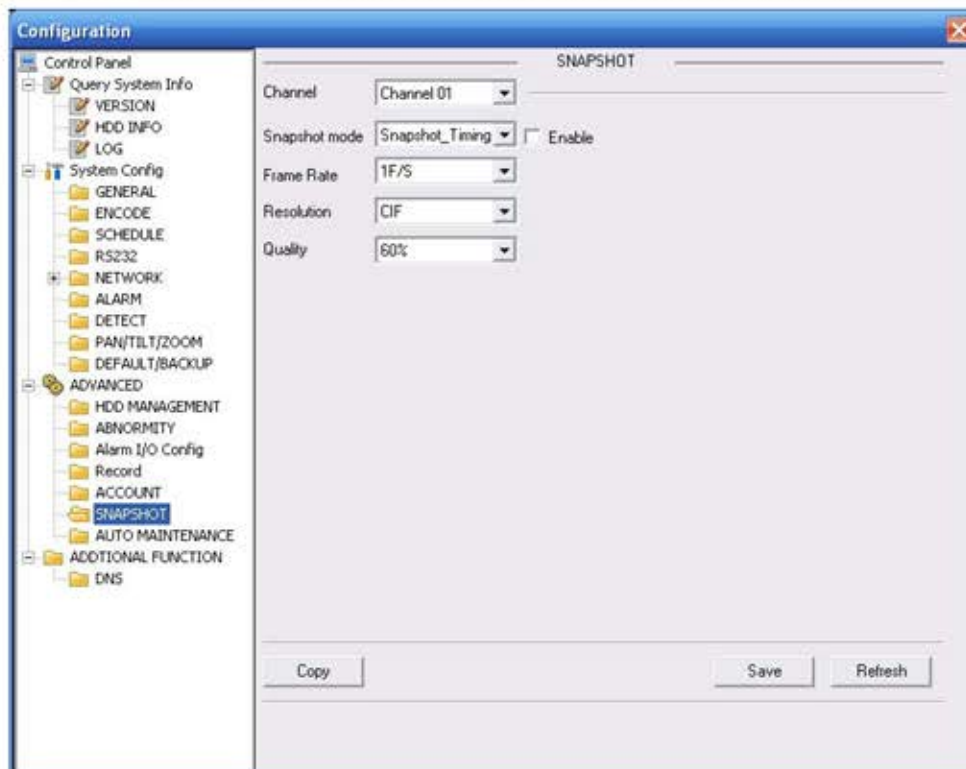 Configuration
Control Panel
Query System Info
VERSION
HDD INFO
LOG
System Config
GENERAL
ENCODE
SCHEDULE
RS232
NETWORK
ALARM
DETECT
PAN/TILT/ZOOM
DEFAULT/BACKUP
ADVANCED
HDD MANAGEMENT
ABNORMITY
Alarm I/O Config
Record
ACCOUNT
SNAPSHOT
AUTO MAINTENANCE
ADDTIONAL FUNCTION
DNS
SNAPSHOT
Channel Channel 01
Snapshot mode Snapshot_Timing Enable
Frame Rate 1F/S
Resolution CIF
Quality 60%
Copy Save Refresh